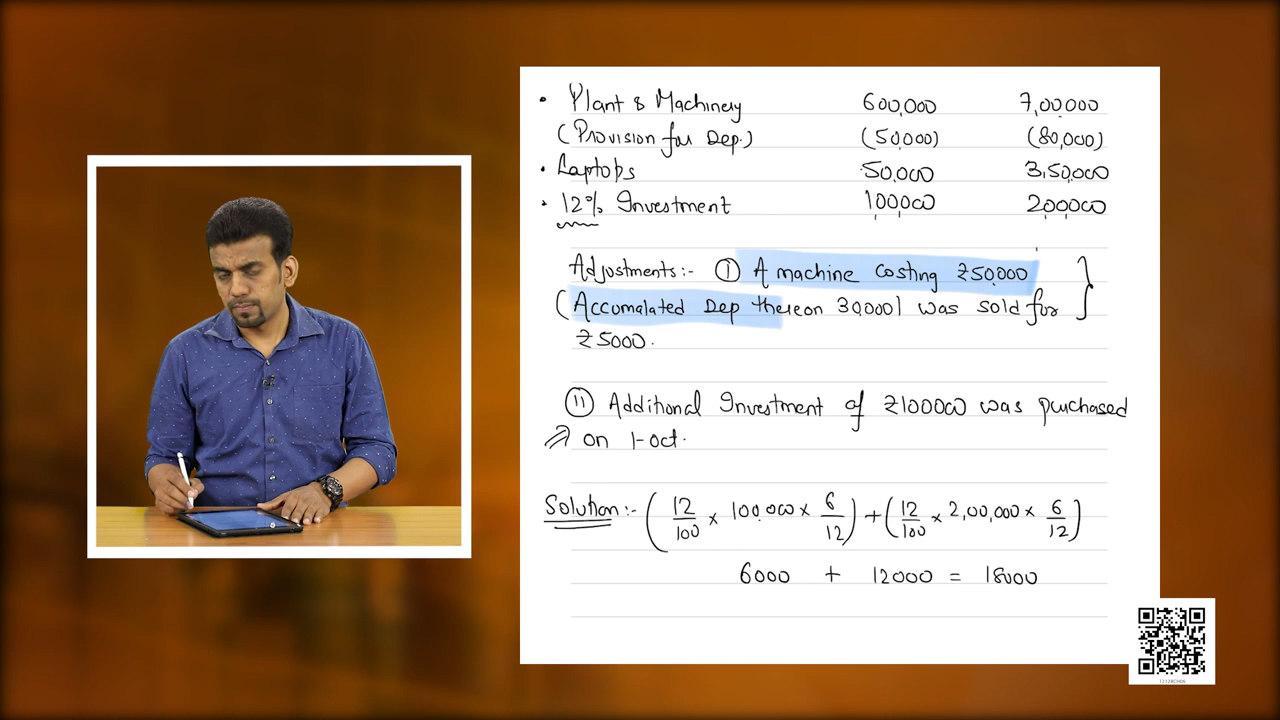 • Plant & Machinery 600,000 7,00,000
(Provision for Dep.) (50,000) (80,000)
• Laptops 50,000 3,50,000
• 12% Investment 1,00,000 2,00,000
Adjustments:- (I) A machine costing ₹50,000
(Accumalated Dep thereon 30,000) was sold for
₹5000.
(II) Additional Investment of ₹100000 was purchased
⇒ on 1-oct.
Solution:- (12/100 × 100,000 × 6/12) + (12/100 × 2,00,000 × 6/12)
6000 + 12000 = 18000
12128CH06